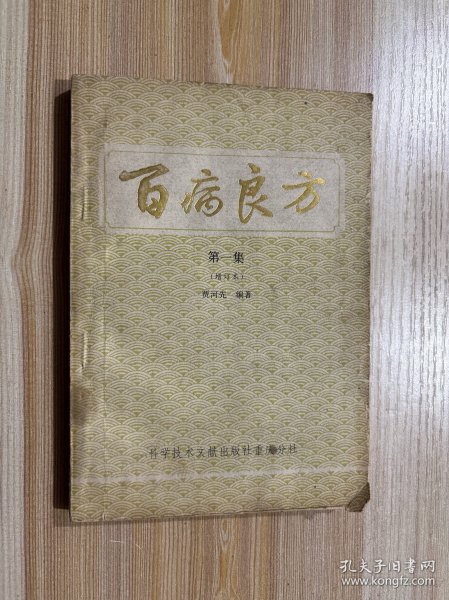 百病良方
第一集
(增订本)
贾河先 编著
科学技术文献出版社重庆分社
孔夫子旧书网
www.kongfz.com